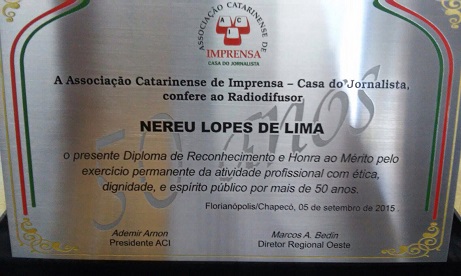 ASSOCIAÇÃO CATARINENSE DE
A C I
IMPRENSA
CASA DO JORNALISTA
A Associação Catarinense de Imprensa – Casa do Jornalista,
confere ao Radiodifusor
50 anos
NEREU LOPES DE LIMA
o presente Diploma de Reconhecimento e Honra ao Mérito pelo
exercício permanente da atividade profissional com ética,
dignidade, e espírito público por mais de 50 anos.
Florianópolis/Chapecó, 05 de setembro de 2015.
Ademir Arnon Marcos A. Bedin
Presidente ACI Diretor Regional Oeste